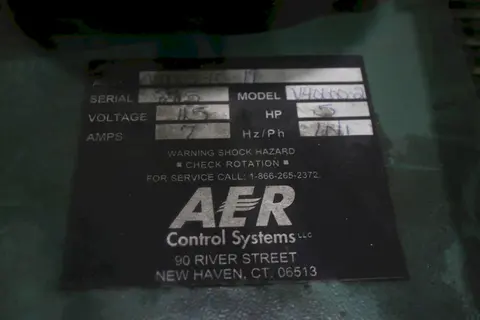 SERIAL MODEL
VOLTAGE 115 HP 5
AMPS 7 Hz/Ph
WARNING SHOCK HAZARD
■ CHECK ROTATION ■
FOR SERVICE CALL: 1-866-265-2372
AER
Control Systems LLC
90 RIVER STREET
NEW HAVEN, CT. 06513